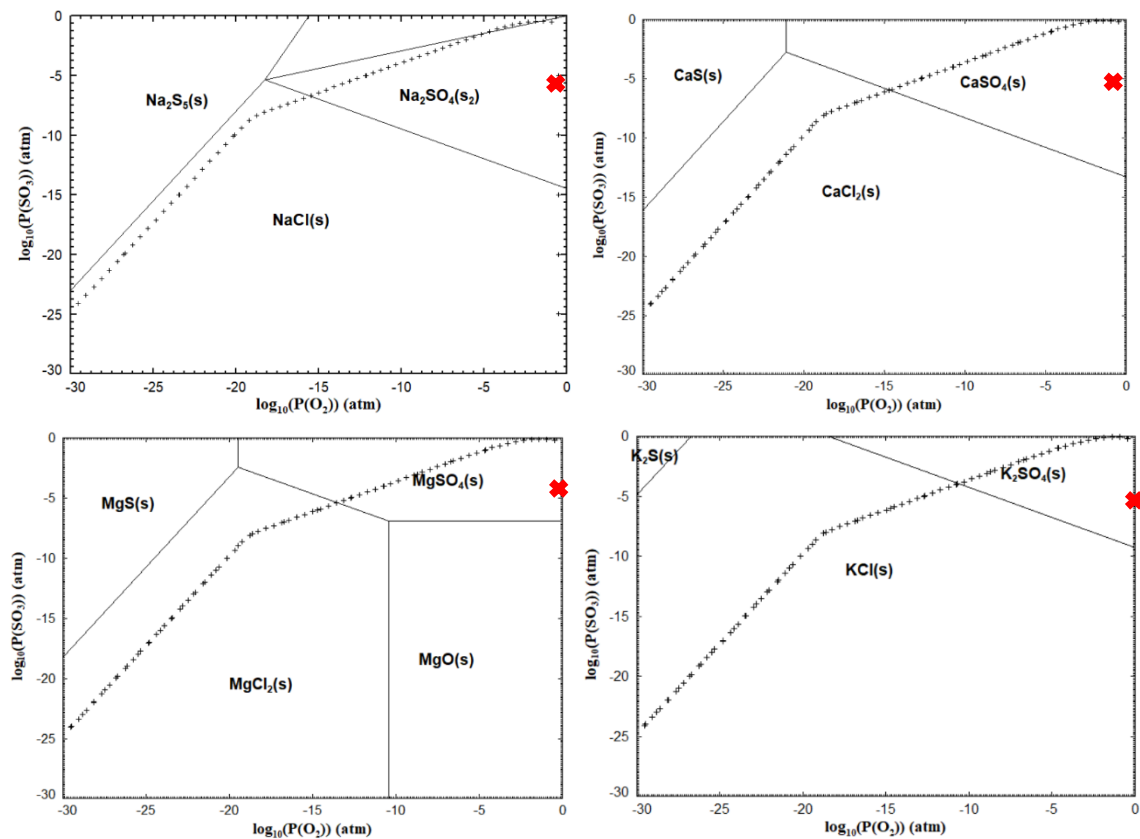 0
-5
-10
-15
-20
-25
-30
log₁₀(P(SO₃)) (atm)
Na₂S₅(s)
Na₂SO₄(s₂)
NaCl(s)
-30
-25
-20
-15
-10
-5
0
log₁₀(P(O₂)) (atm)
0
-5
-10
-15
-20
-25
-30
log₁₀(P(SO₃)) (atm)
CaS(s)
CaSO₄(s)
CaCl₂(s)
-30
-25
-20
-15
-10
-5
0
log₁₀(P(O₂)) (atm)
0
-5
-10
-15
-20
-25
-30
log₁₀(P(SO₃)) (atm)
MgS(s)
MgSO₄(s)
MgCl₂(s)
MgO(s)
-30
-25
-20
-15
-10
-5
0
log₁₀(P(O₂)) (atm)
0
-5
-10
-15
-20
-25
-30
log₁₀(P(SO₃)) (atm)
K₂S(s)
K₂SO₄(s)
KCl(s)
-30
-25
-20
-15
-10
-5
0
log₁₀(P(O₂)) (atm)